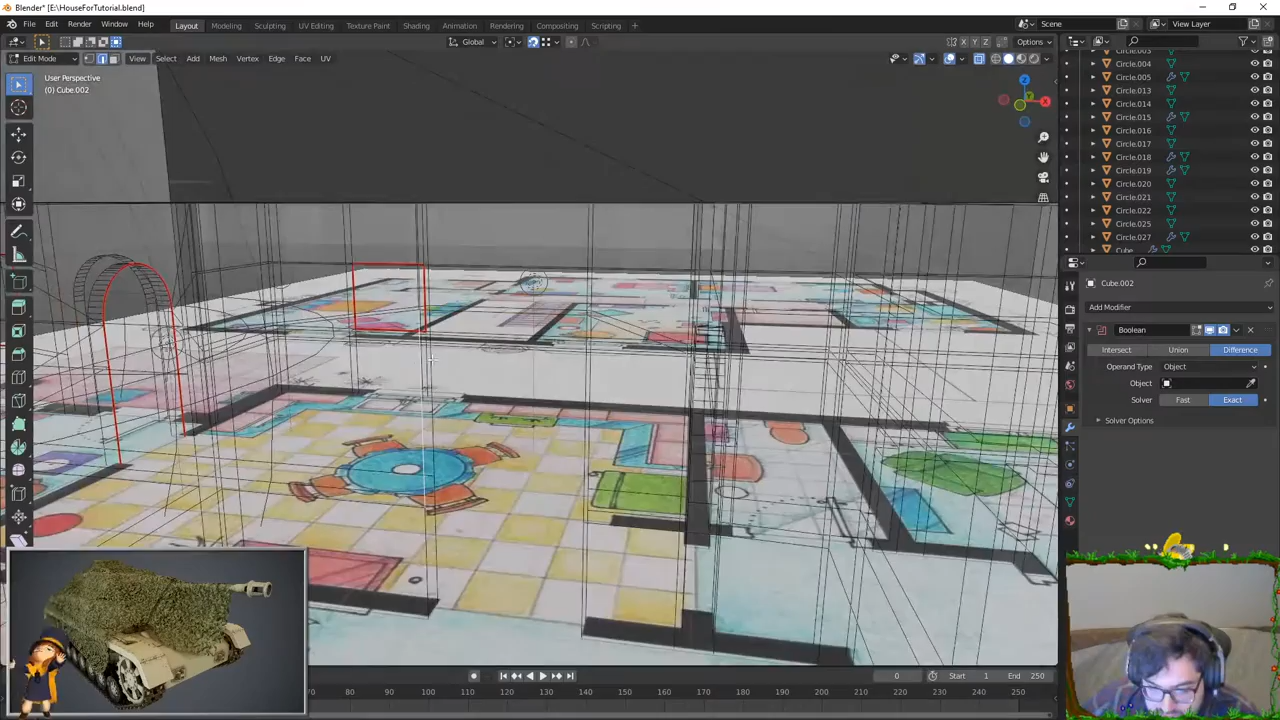 Blender* [E:\HouseForTutorial.blend]
File Edit Render Window Help Layout Modeling Sculpting UV Editing Texture Paint Shading Animation Rendering Compositing Scripting + Scene View Layer
Global Options
Edit Mode View Select Add Mesh Vertex Edge Face UV
User Perspective
(0) Cube.002
X Y Z
Z
X
Circle.003
Circle.004
Circle.005
Circle.013
Circle.014
Circle.015
Circle.016
Circle.017
Circle.018
Circle.019
Circle.020
Circle.021
Circle.022
Circle.025
Circle.027
Cube
Cube.002
Add Modifier
Boolean
Intersect Union Difference
Operand Type Object
Object
Solver Fast Exact
Solver Options
0 Start 1 End 250
70 80 90 100 110 120 130 140 150 160 170 180 190 200 210 220 230 240 250